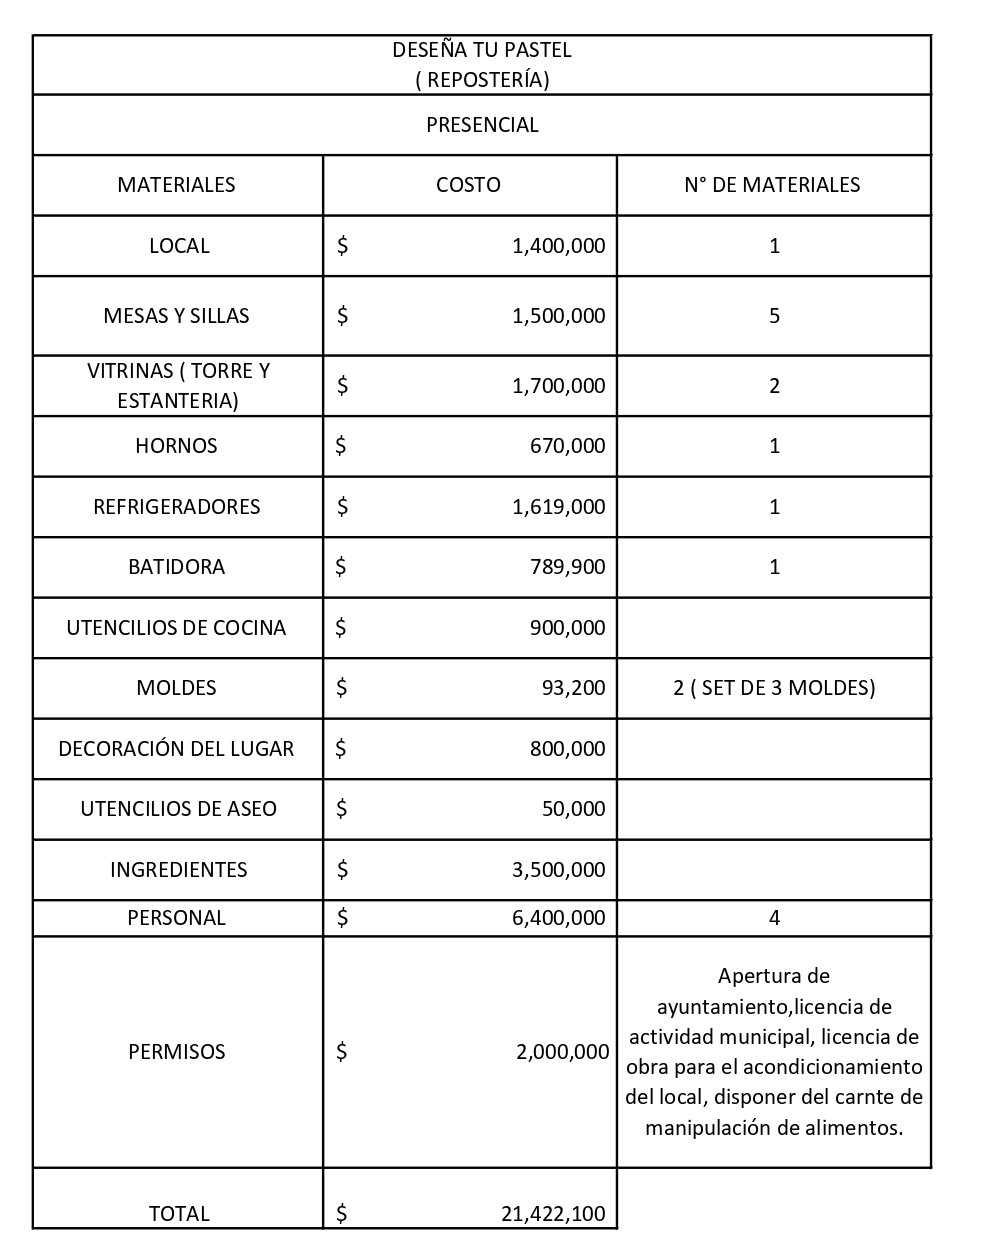 DESEÑA TU PASTEL
( REPOSTERÍA)
PRESENCIAL
MATERIALES COSTO N° DE MATERIALES
LOCAL $ 1,400,000 1
MESAS Y SILLAS $ 1,500,000 5
VITRINAS ( TORRE Y
ESTANTERIA) $ 1,700,000 2
HORNOS $ 670,000 1
REFRIGERADORES $ 1,619,000 1
BATIDORA $ 789,900 1
UTENCILIOS DE COCINA $ 900,000
MOLDES $ 93,200 2 ( SET DE 3 MOLDES)
DECORACIÓN DEL LUGAR $ 800,000
UTENCILIOS DE ASEO $ 50,000
INGREDIENTES $ 3,500,000
PERSONAL $ 6,400,000 4
PERMISOS $ 2,000,000
Apertura de
ayuntamiento,licencia de
actividad municipal, licencia de
obra para el acondicionamiento
del local, disponer del carnte de
manipulación de alimentos.
TOTAL $ 21,422,100